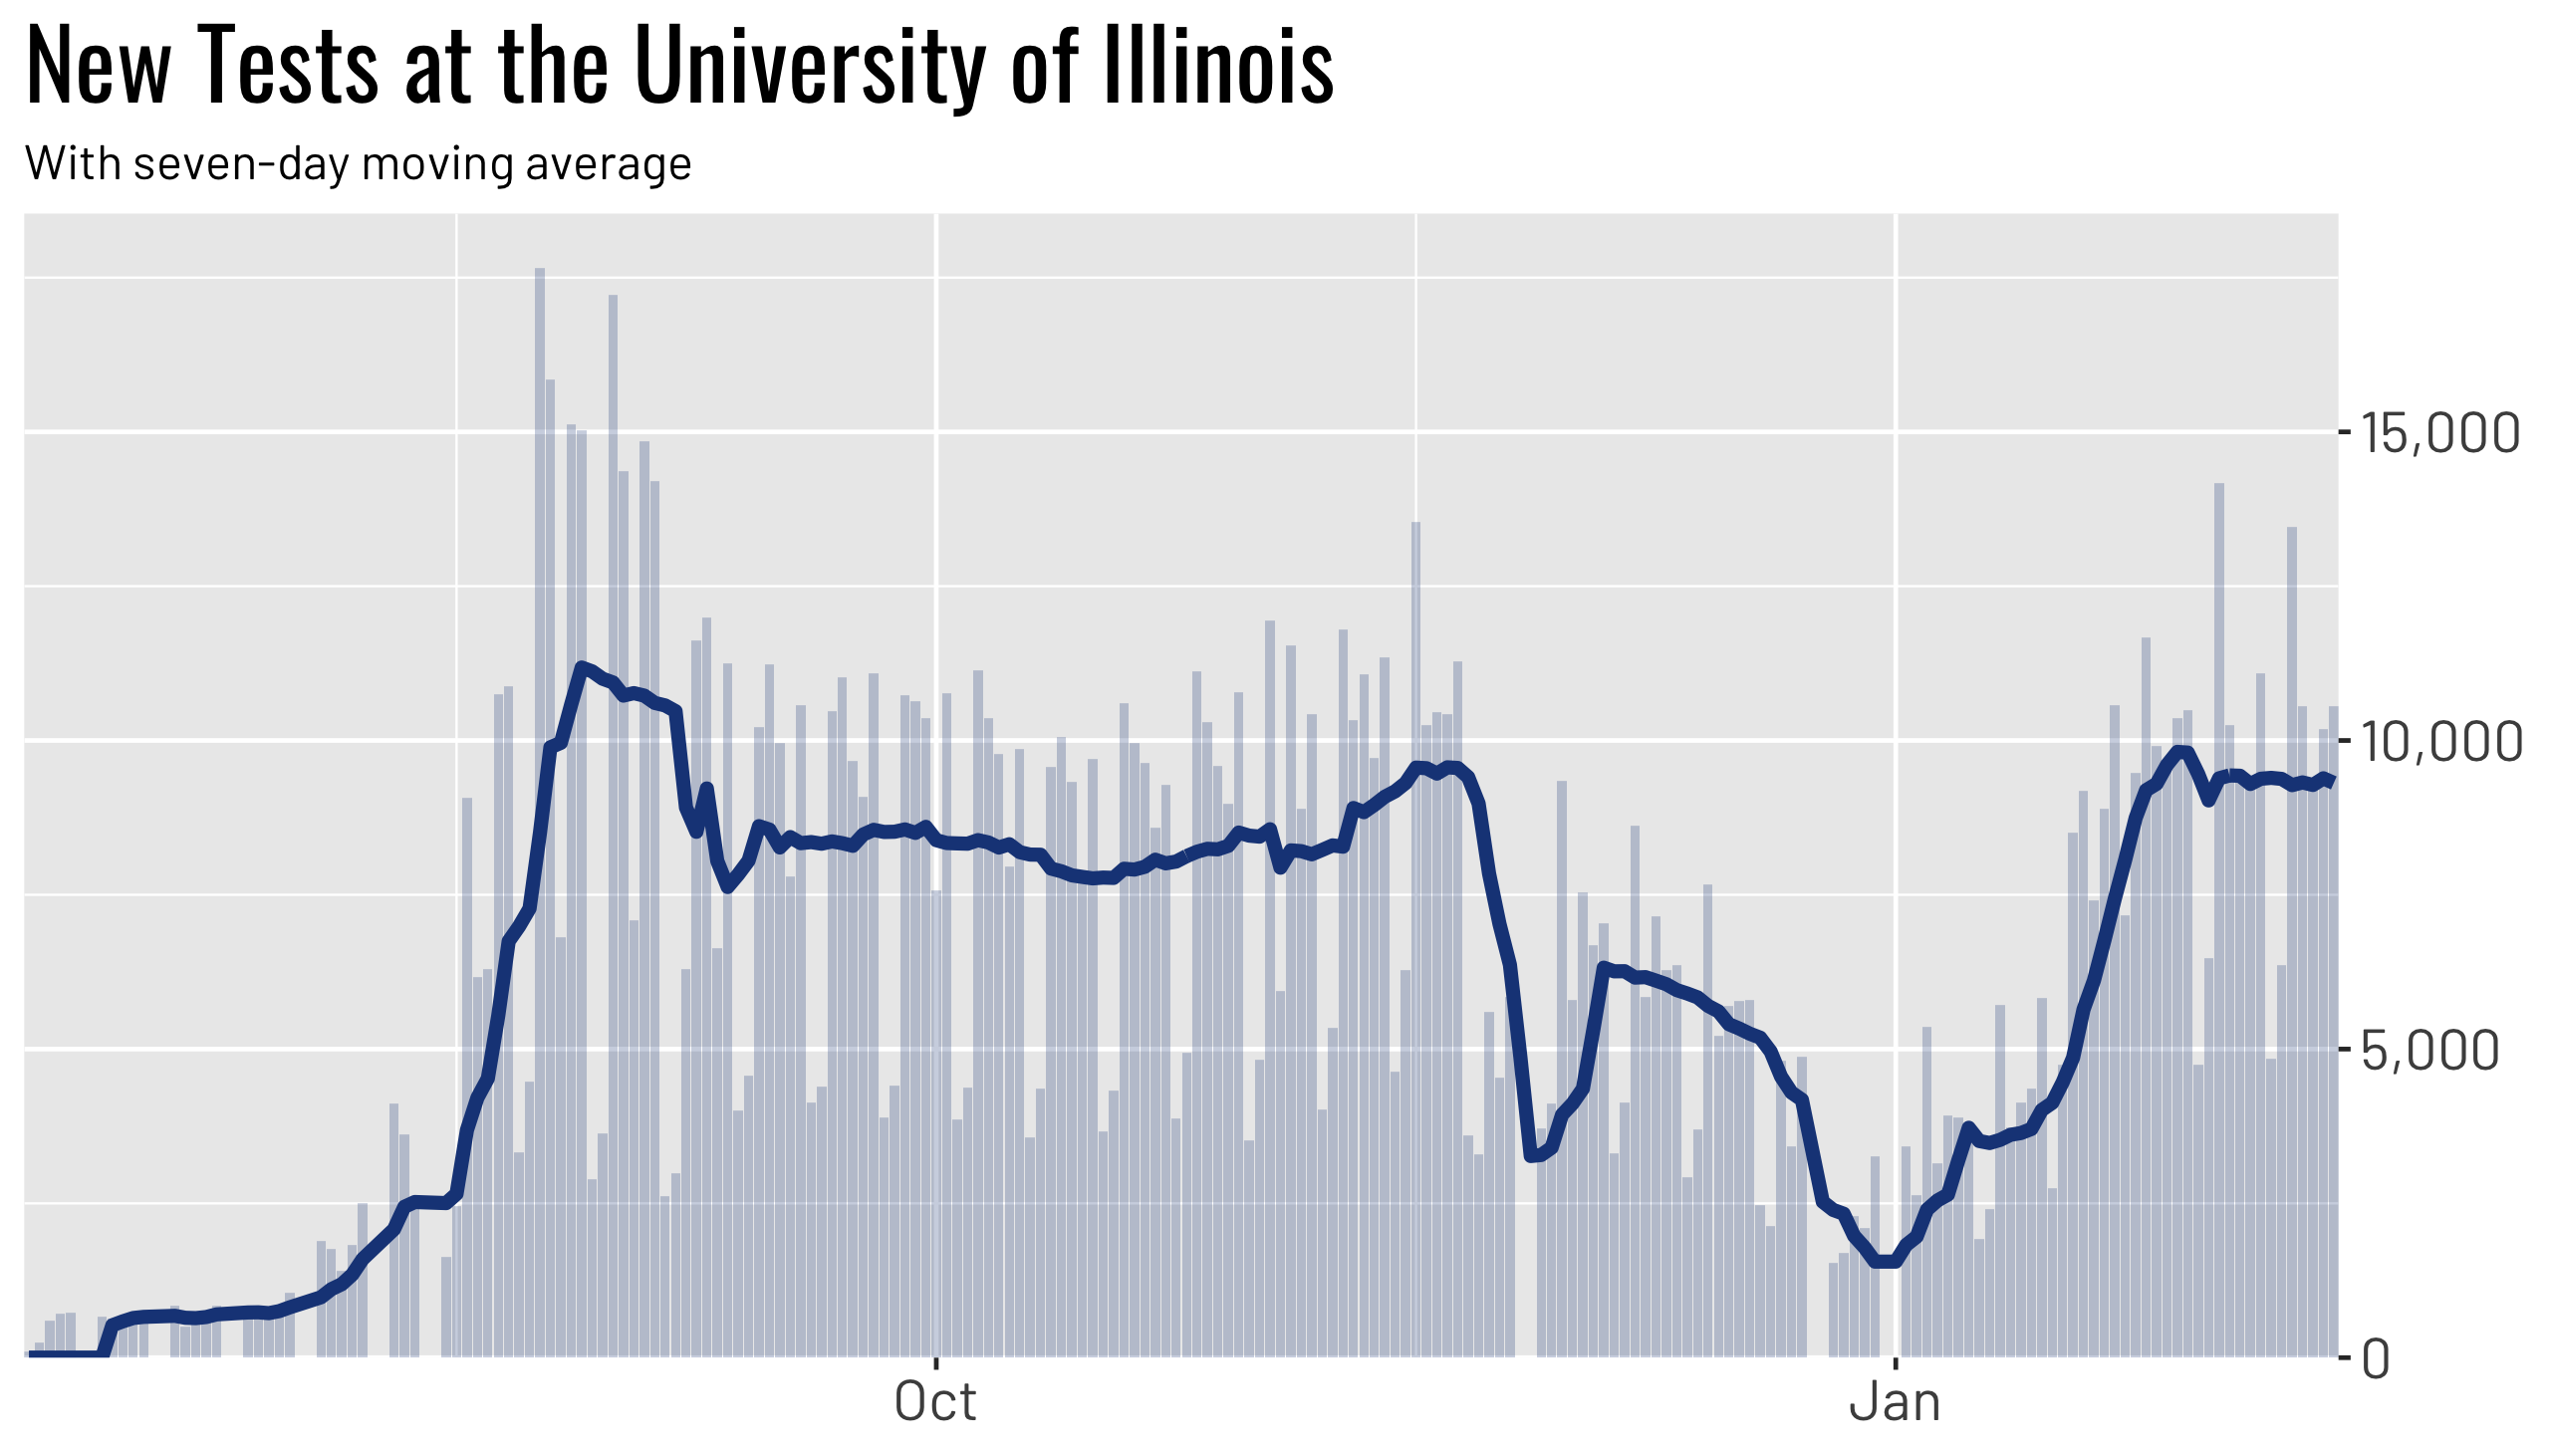 New Tests at the University of Illinois
With seven-day moving average
15,000
10,000
5,000
0
Oct
Jan